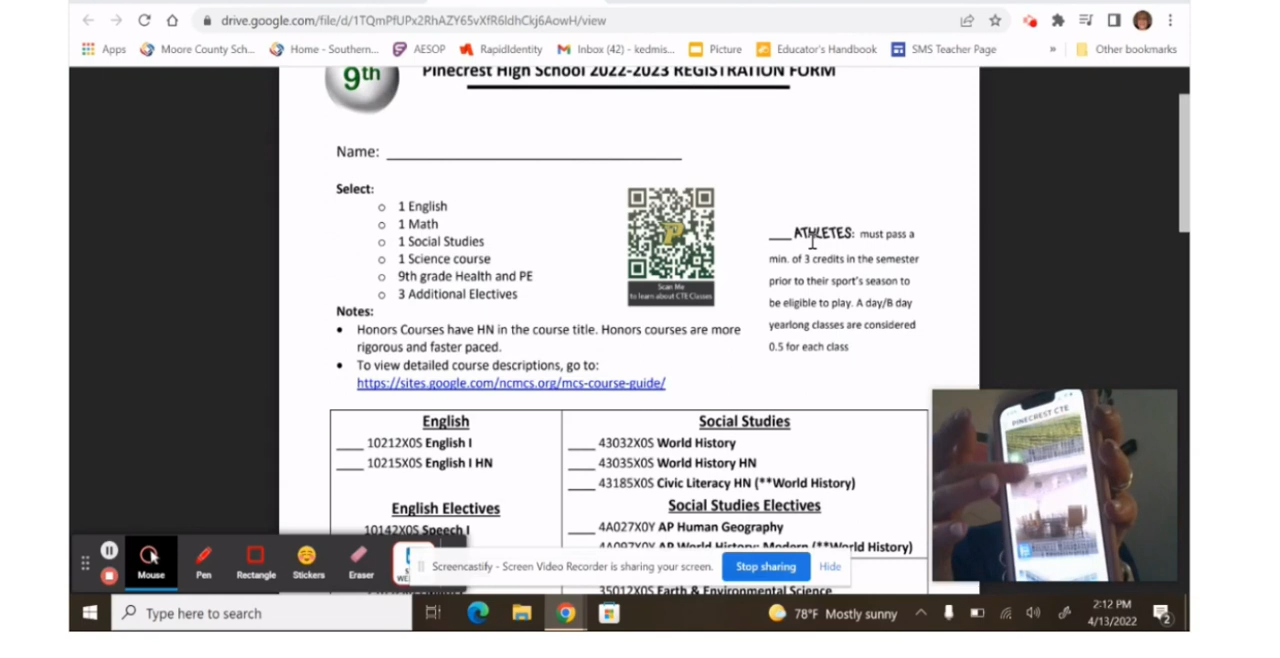 drive.google.com/file/d/1TQmPfUPx2RhAZY65vXfR6ldhCkj6AowH/view
Apps Moore County Sch... Home - Southern... AESOP RapidIdentity Inbox (42) - kedmis... Picture Educator's Handbook SMS Teacher Page » Other bookmarks
9th
Pinecrest High School 2022-2023 REGISTRATION FORM
Name:
Select:
1 English
1 Math
1 Social Studies
1 Science course
9th grade Health and PE
3 Additional Electives
Scan Me
to learn about CTE Classes
ATHLETES: must pass a
min. of 3 credits in the semester
prior to their sport's season to
be eligible to play. A day/B day
yearlong classes are considered
0.5 for each class
Notes:
Honors Courses have HN in the course title. Honors courses are more
rigorous and faster paced.
To view detailed course descriptions, go to:
https://sites.google.com/ncmcs.org/mcs-course-guide/
English
10212X0S English I
10215X0S English I HN
English Electives
10142X0S Speech I
Social Studies
43032X0S World History
43035X0S World History HN
43185X0S Civic Literacy HN (**World History)
Social Studies Electives
4A027X0Y AP Human Geography
4A097X0Y AP World History: Modern (**World History)
35012X0S Earth & Environmental Science
PINECREST CTE
Mouse Pen Rectangle Stickers Eraser
Screencastify - Screen Video Recorder is sharing your screen. Stop sharing Hide
Type here to search
78°F Mostly sunny
2:12 PM
4/13/2022
2